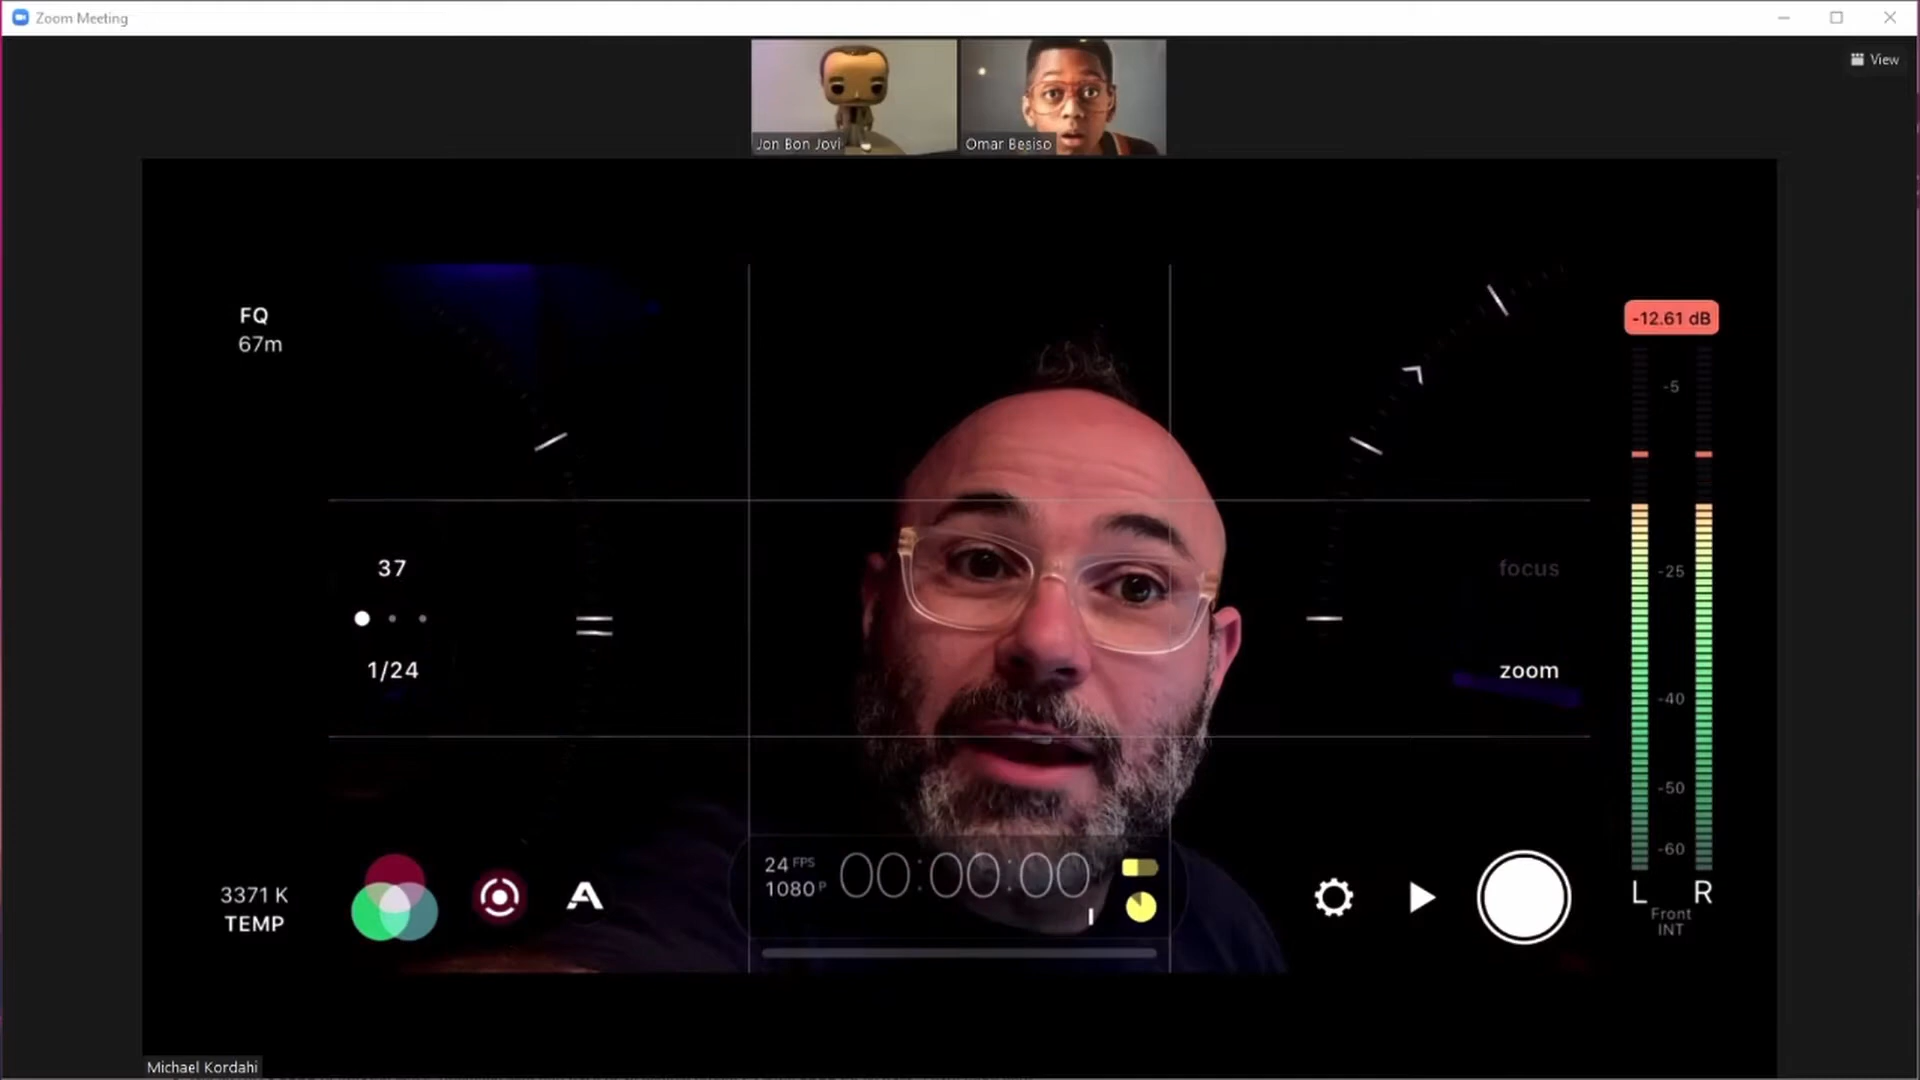 Zoom Meeting
View
Jon Bon Jovi
Omar Besiso
FQ
67m
-12.61 dB
-5
37
focus
-25
1/24
zoom
-40
-50
-60
24 FPS
1080 P
00:00:00
3371 K
TEMP
L R
Front
INT
Michael Kordahi